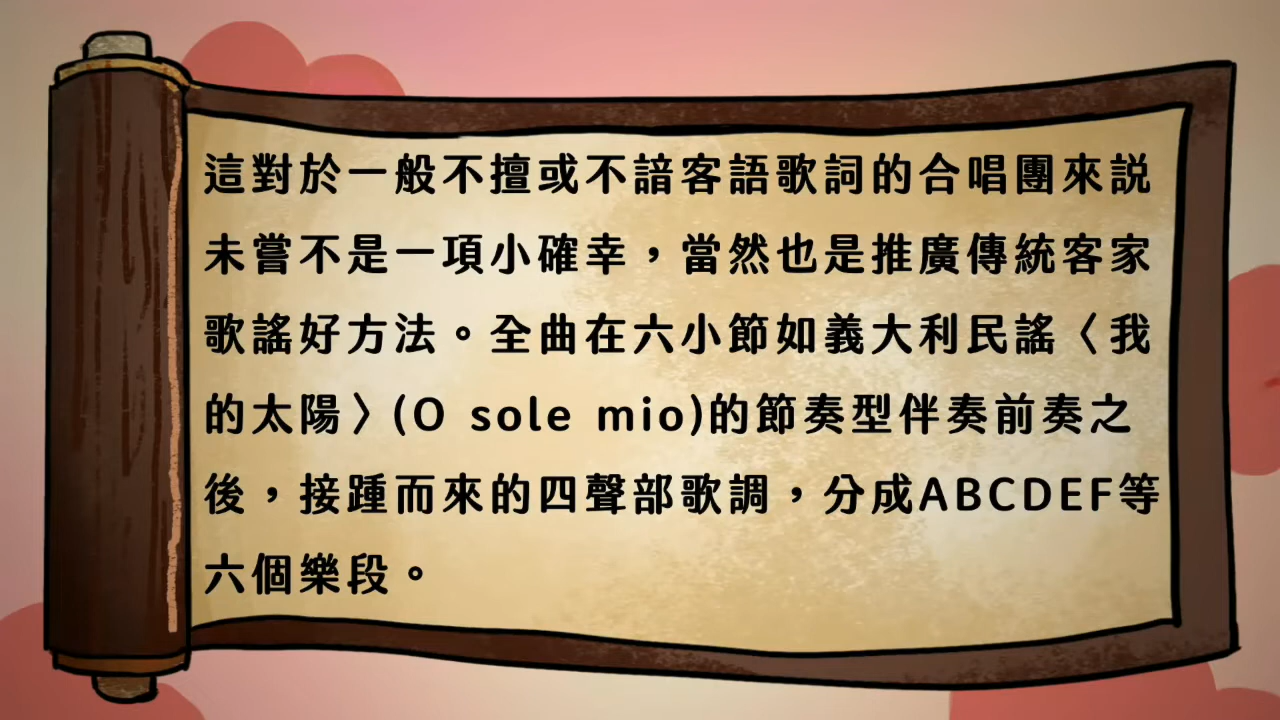 這對於一般不擅或不諳客語歌詞的合唱團來説
未嘗不是一項小確幸，當然也是推廣傳統客家
歌謠好方法。全曲在六小節如義大利民謠〈我
的太陽〉(O sole mio)的節奏型伴奏前奏之
後，接踵而來的四聲部歌調，分成ABCDEF等
六個樂段。